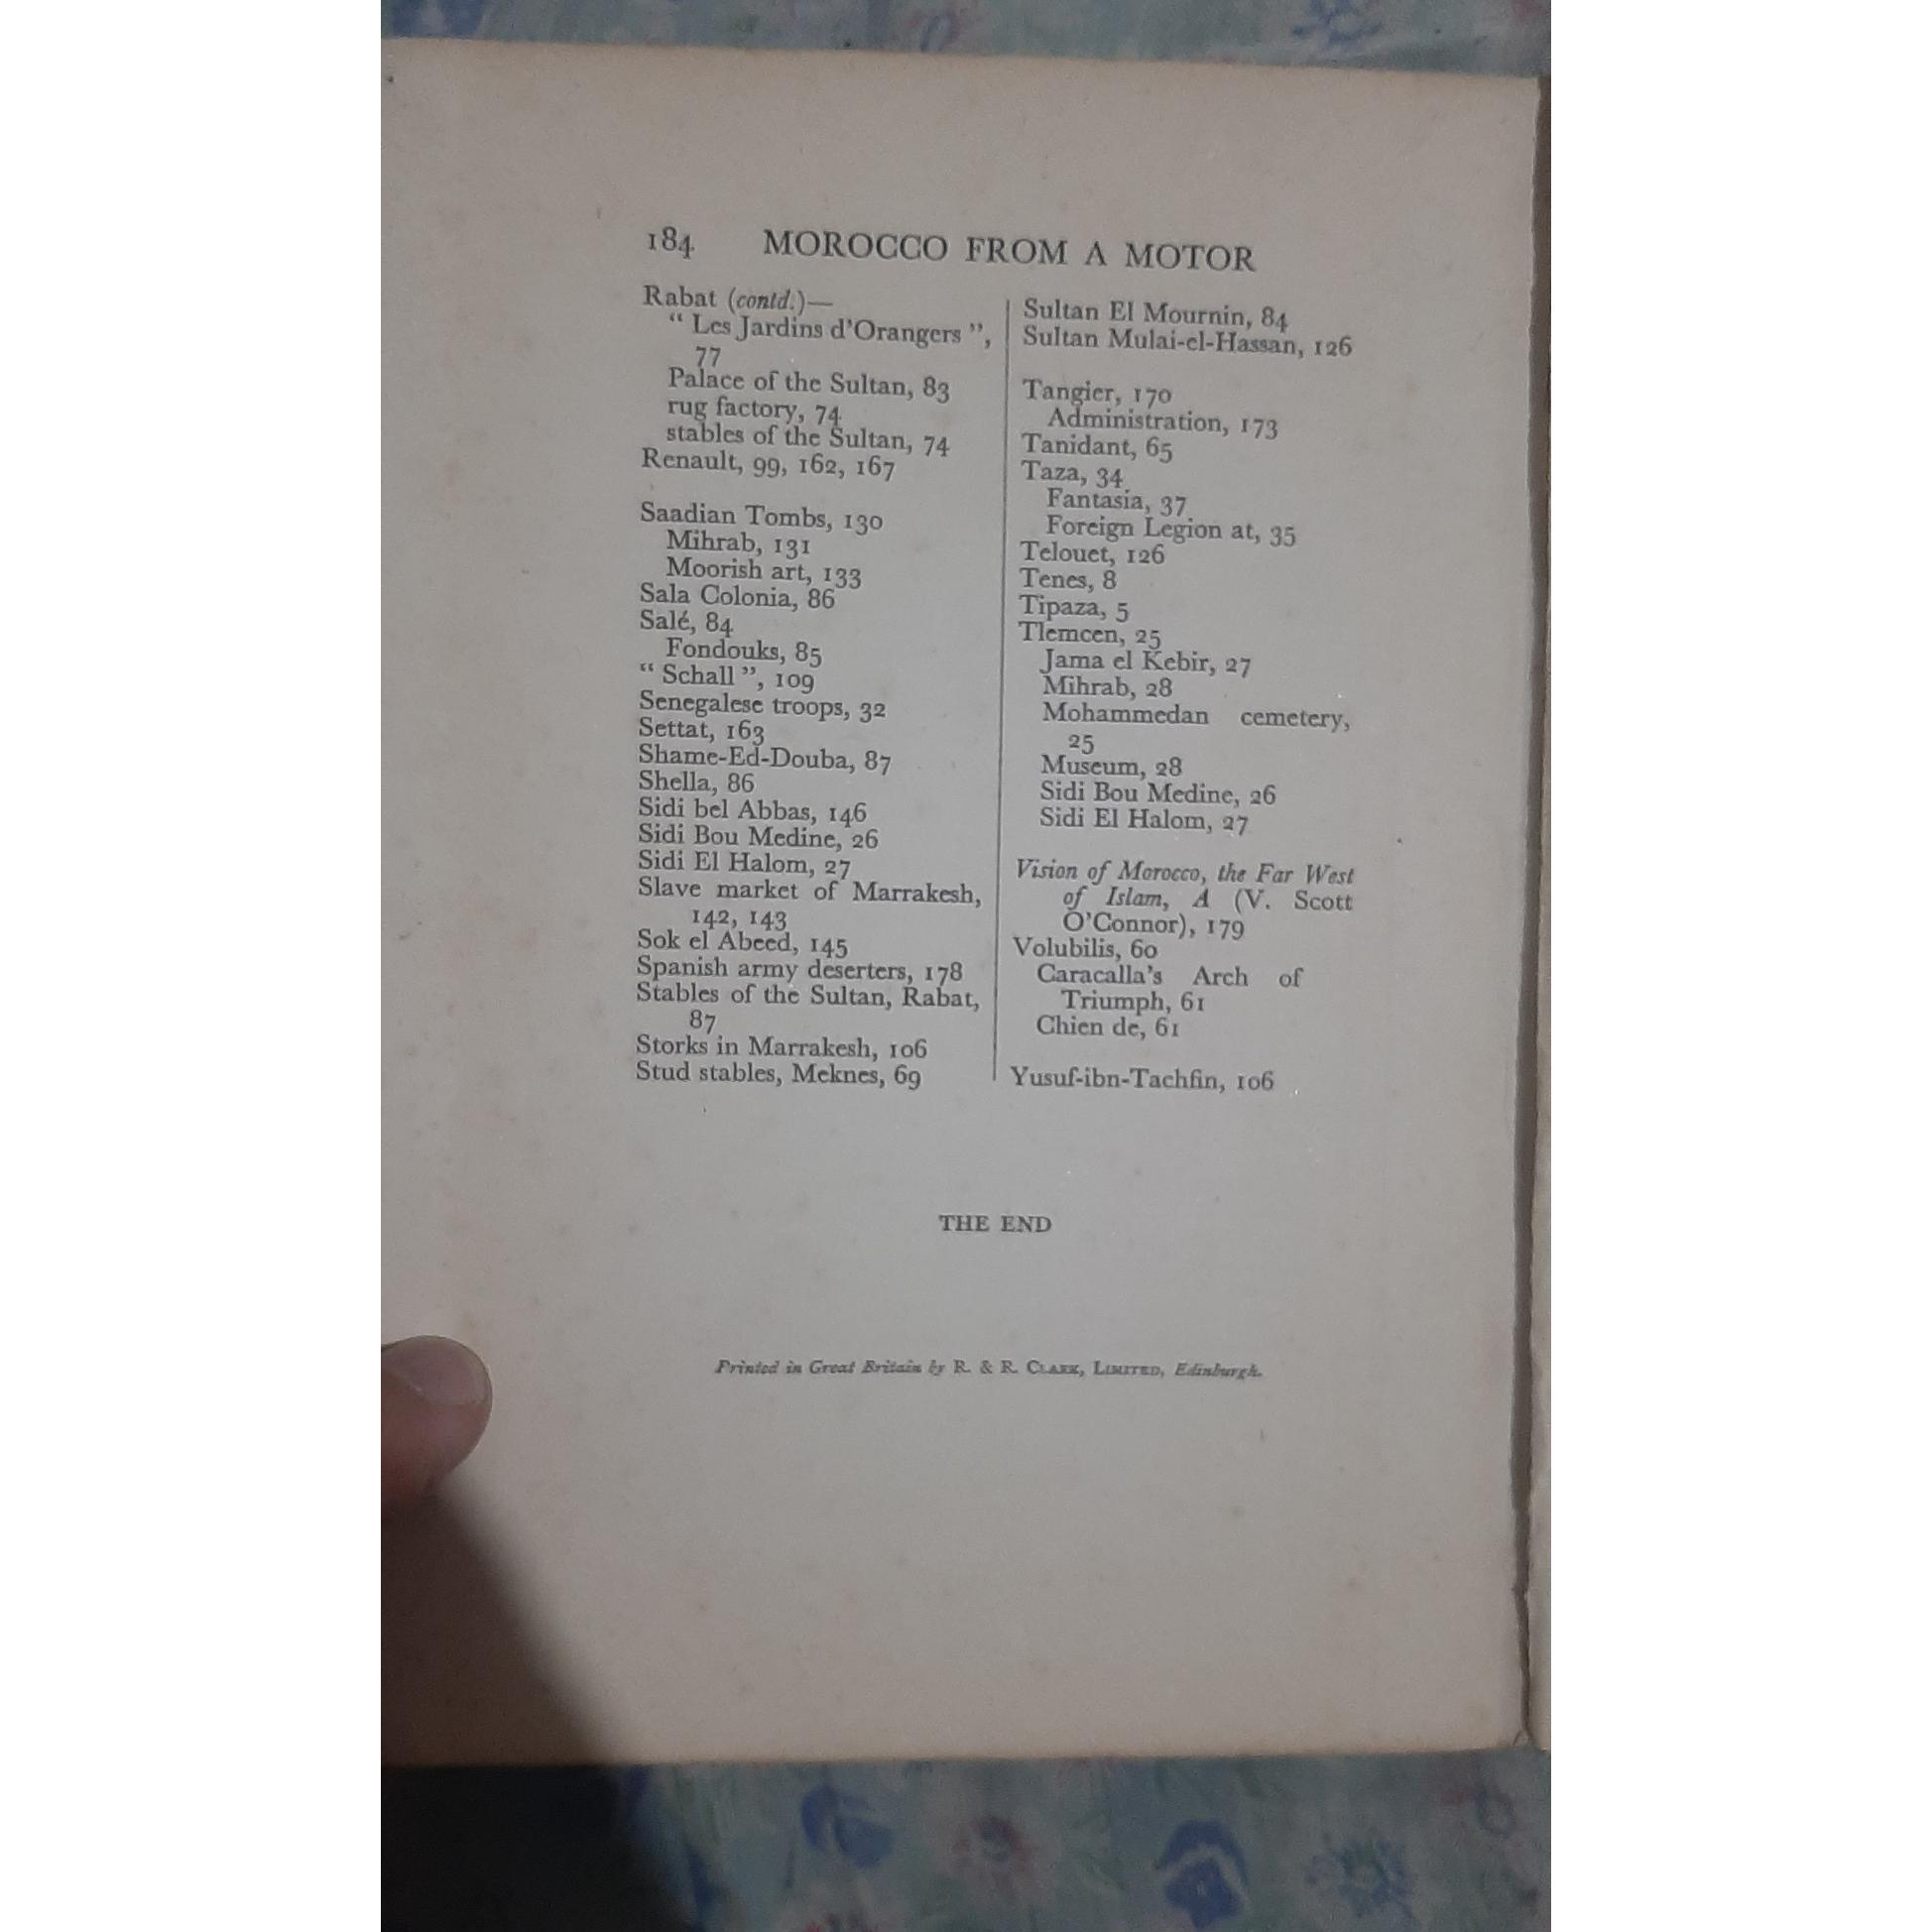 184 MOROCCO FROM A MOTOR
Rabat (contd.)—
“ Les Jardins d’Orangers ”,
77
Palace of the Sultan, 83
rug factory, 74
stables of the Sultan, 74
Renault, 99, 162, 167
Saadian Tombs, 130
Mihrab, 131
Moorish art, 133
Sala Colonia, 86
Salé, 84
Fondouks, 85
“ Schall ”, 109
Senegalese troops, 32
Settat, 163
Shame-Ed-Douba, 87
Shella, 86
Sidi bel Abbas, 146
Sidi Bou Medine, 26
Sidi El Halom, 27
Slave market of Marrakesh,
142, 143
Sok el Abeed, 145
Spanish army deserters, 178
Stables of the Sultan, Rabat,
87
Storks in Marrakesh, 106
Stud stables, Meknes, 69
Sultan El Mournin, 84
Sultan Mulai-el-Hassan, 126
Tangier, 170
Administration, 173
Tanidant, 65
Taza, 34
Fantasia, 37
Foreign Legion at, 35
Telouet, 126
Tenes, 8
Tipaza, 5
Tlemcen, 25
Jama el Kebir, 27
Mihrab, 28
Mohammedan cemetery,
25
Museum, 28
Sidi Bou Medine, 26
Sidi El Halom, 27
Vision of Morocco, the Far West
of Islam, A (V. Scott
O’Connor), 179
Volubilis, 60
Caracalla’s Arch of
Triumph, 61
Chien de, 61
Yusuf-ibn-Tachfin, 106
THE END
Printed in Great Britain by R. & R. CLARK, LIMITED, Edinburgh.